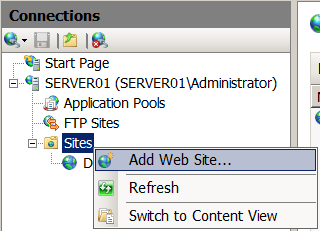 Connections
Start Page
SERVER01 (SERVER01\Administrator)
Application Pools
FTP Sites
Sites
Add Web Site...
D
Refresh
Switch to Content View